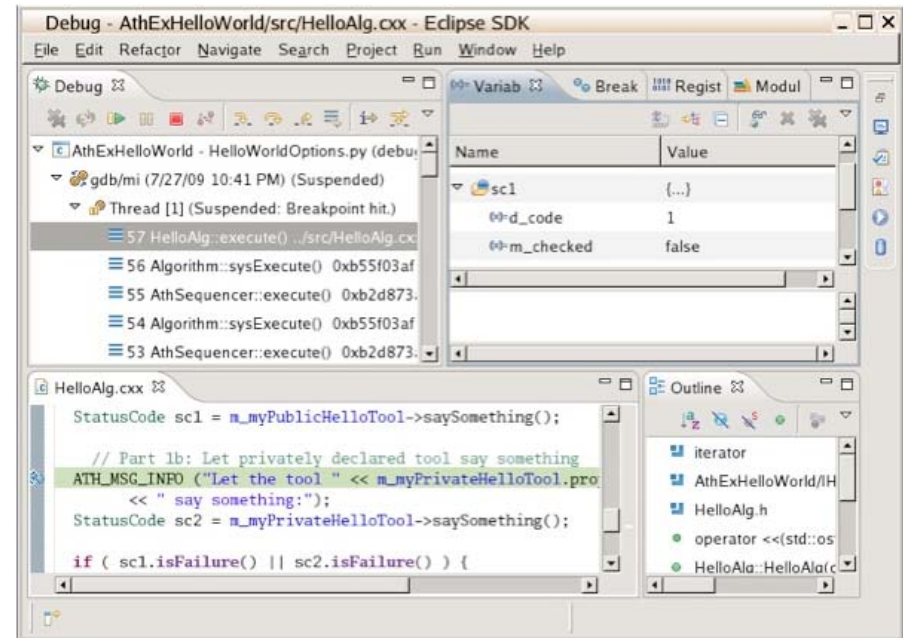 Debug - AthExHelloWorld/src/HelloAlg.cxx - Eclipse SDK
File Edit Refactor Navigate Search Project Run Window Help
Debug
AthExHelloWorld - HelloWorldOptions.py (debu
gdb/mi (7/27/09 10:41 PM) (Suspended)
Thread [1] (Suspended: Breakpoint hit.)
57 HelloAlg::execute() ../src/HelloAlg.cx
56 Algorithm::sysExecute() 0xb55f03af
55 AthSequencer::execute() 0xb2d873.
54 Algorithm::sysExecute() 0xb55f03af
53 AthSequencer::execute() 0xb2d873.
Variab Break Regist Modul
Name Value
sc1 {...}
d_code 1
m_checked false
HelloAlg.cxx
StatusCode sc1 = m_myPublicHelloTool->saySomething();
// Part 1b: Let privately declared tool say something
ATH_MSG_INFO ("Let the tool " << m_myPrivateHelloTool.pro
<< " say something:");
StatusCode sc2 = m_myPrivateHelloTool->saySomething();
if ( sc1.isFailure() || sc2.isFailure() ) {
Outline
iterator
AthExHelloWorld/IH
HelloAlg.h
operator <<(std::os
HelloAlg::HelloAlg(c